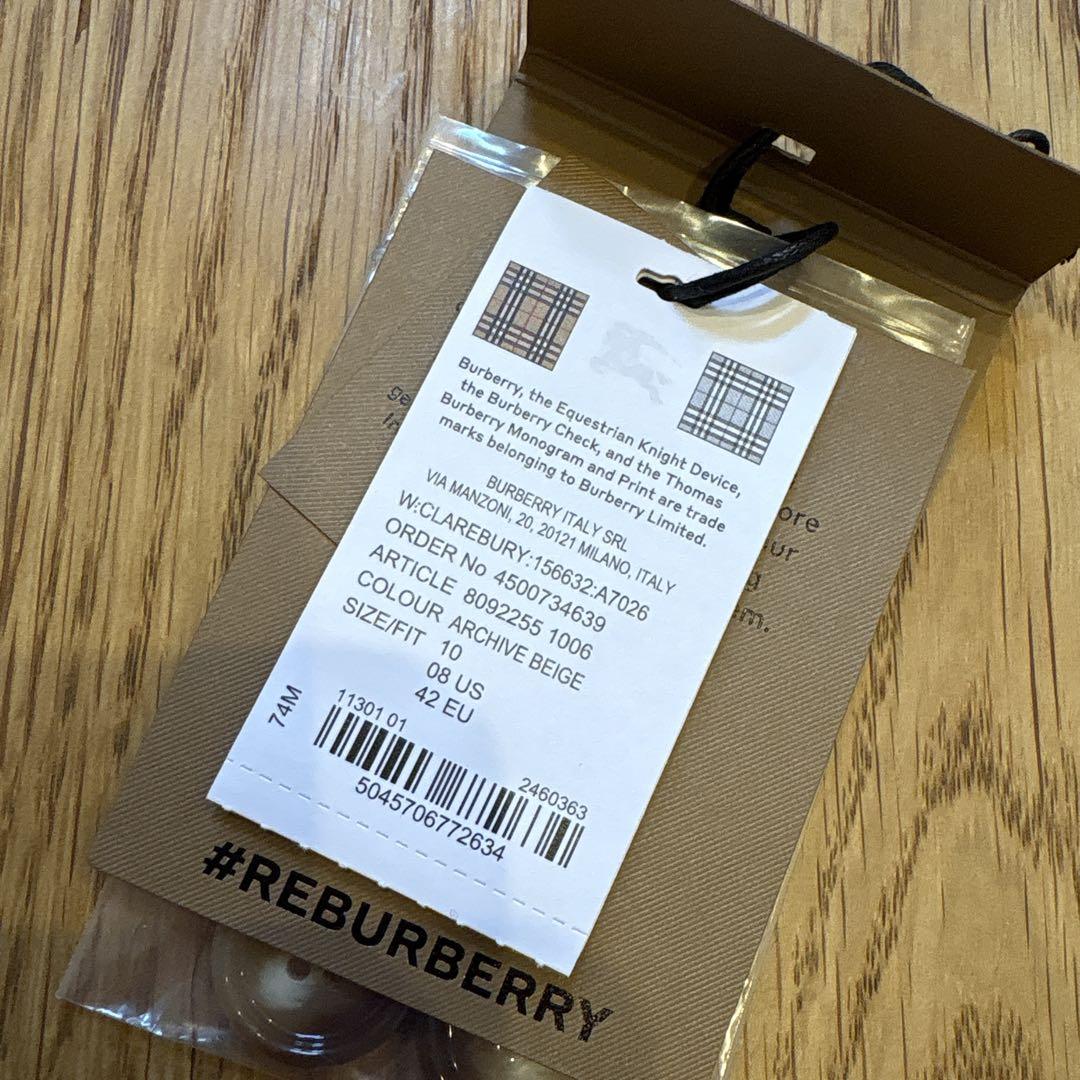 Burberry, the Equestrian Knight Device,
the Burberry Check, and the Thomas
Burberry Monogram and Print are trade
marks belonging to Burberry Limited.
BURBERRY ITALY SRL
VIA MANZONI, 20, 20121 MILANO, ITALY
W:CLAREBURY:156632:A7026
ORDER No 4500734639
ARTICLE 8092255 1006
COLOUR ARCHIVE BEIGE
SIZE/FIT 10
08 US
42 EU
74M
11301 01
2460363
5045706772634
#REBURBERRY